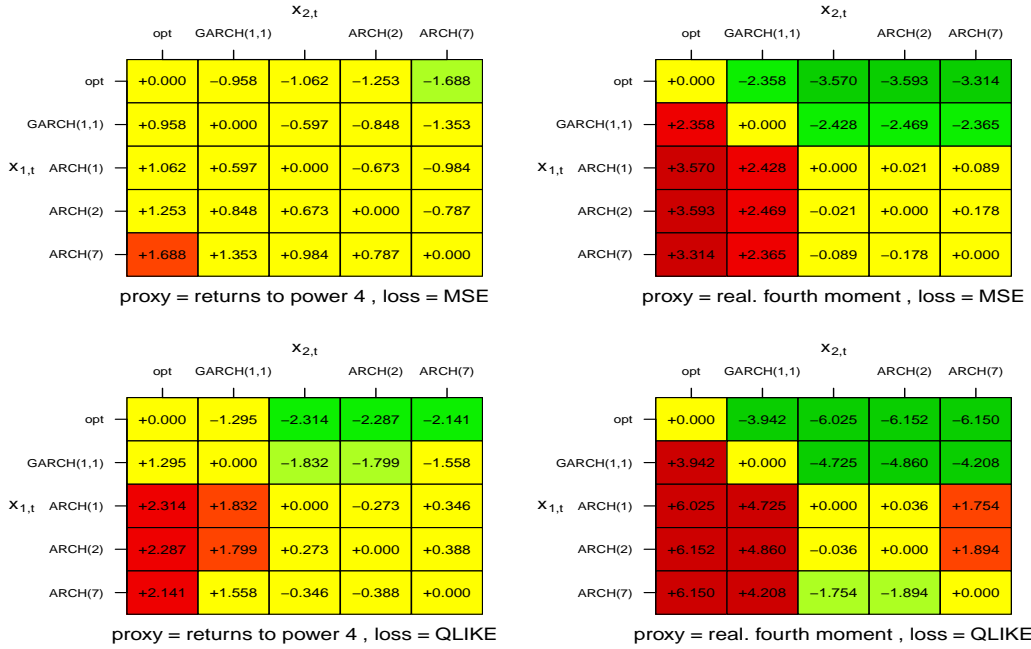 x2,t
opt GARCH(1,1) ARCH(2) ARCH(7)
opt +0.000 −0.958 −1.062 −1.253 −1.688
GARCH(1,1) +0.958 +0.000 −0.597 −0.848 −1.353
x1,t ARCH(1) +1.062 +0.597 +0.000 −0.673 −0.984
ARCH(2) +1.253 +0.848 +0.673 +0.000 −0.787
ARCH(7) +1.688 +1.353 +0.984 +0.787 +0.000
proxy = returns to power 4 , loss = MSE
x2,t
opt GARCH(1,1) ARCH(2) ARCH(7)
opt +0.000 −2.358 −3.570 −3.593 −3.314
GARCH(1,1) +2.358 +0.000 −2.428 −2.469 −2.365
x1,t ARCH(1) +3.570 +2.428 +0.000 +0.021 +0.089
ARCH(2) +3.593 +2.469 −0.021 +0.000 +0.178
ARCH(7) +3.314 +2.365 −0.089 −0.178 +0.000
proxy = real. fourth moment , loss = MSE
x2,t
opt GARCH(1,1) ARCH(2) ARCH(7)
opt +0.000 −1.295 −2.314 −2.287 −2.141
GARCH(1,1) +1.295 +0.000 −1.832 −1.799 −1.558
x1,t ARCH(1) +2.314 +1.832 +0.000 −0.273 +0.346
ARCH(2) +2.287 +1.799 +0.273 +0.000 +0.388
ARCH(7) +2.141 +1.558 −0.346 −0.388 +0.000
proxy = returns to power 4 , loss = QLIKE
x2,t
opt GARCH(1,1) ARCH(2) ARCH(7)
opt +0.000 −3.942 −6.025 −6.152 −6.150
GARCH(1,1) +3.942 +0.000 −4.725 −4.860 −4.208
x1,t ARCH(1) +6.025 +4.725 +0.000 +0.036 +1.754
ARCH(2) +6.152 +4.860 −0.036 +0.000 +1.894
ARCH(7) +6.150 +4.208 −1.754 −1.894 +0.000
proxy = real. fourth moment , loss = QLIKE